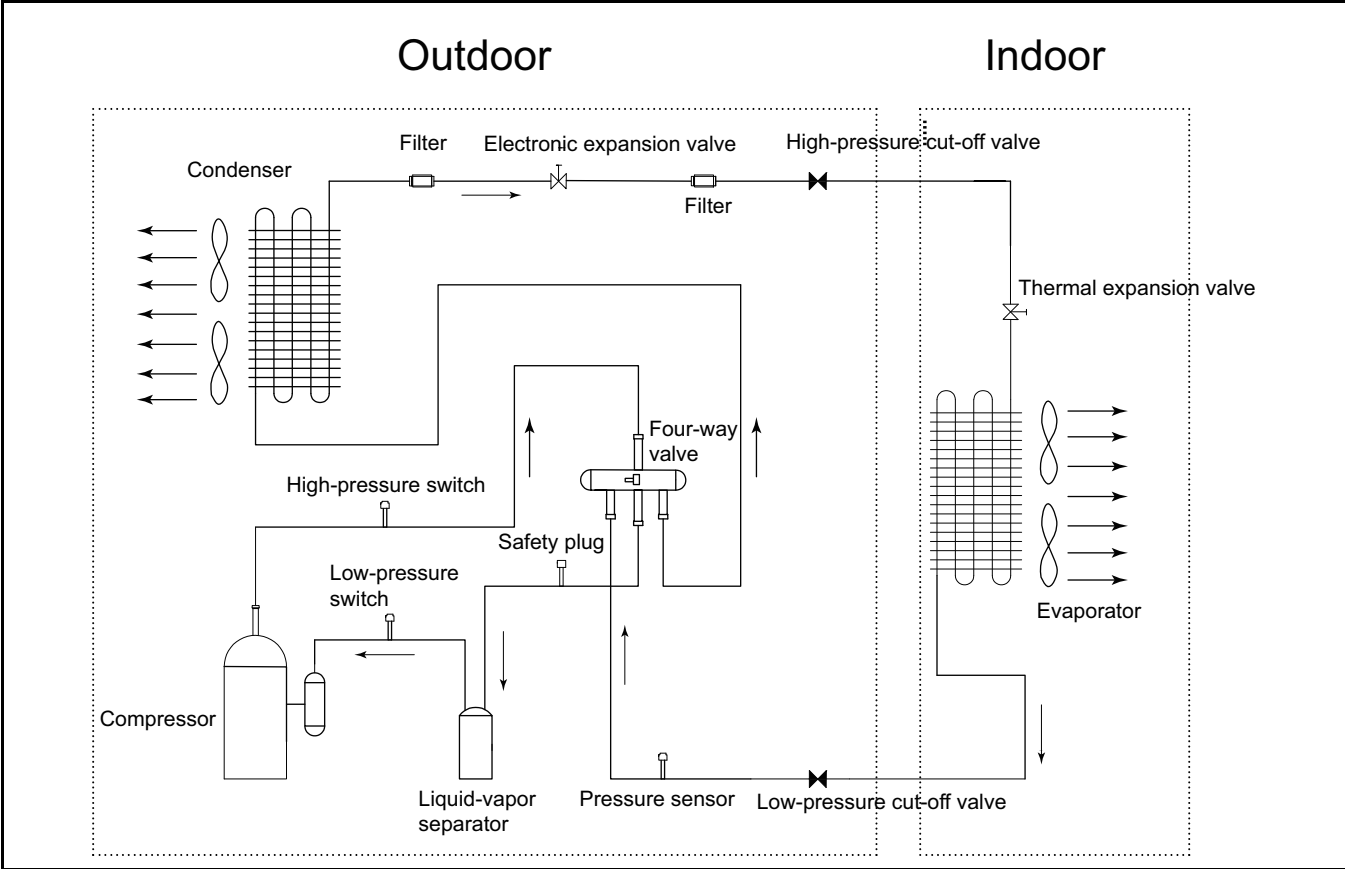 Outdoor
Indoor
Filter
Electronic expansion valve
High-pressure cut-off valve
Condenser
Filter
Thermal expansion valve
Four-way
valve
High-pressure switch
Safety plug
Low-pressure
switch
Evaporator
Compressor
Liquid-vapor
separator
Pressure sensor
Low-pressure cut-off valve